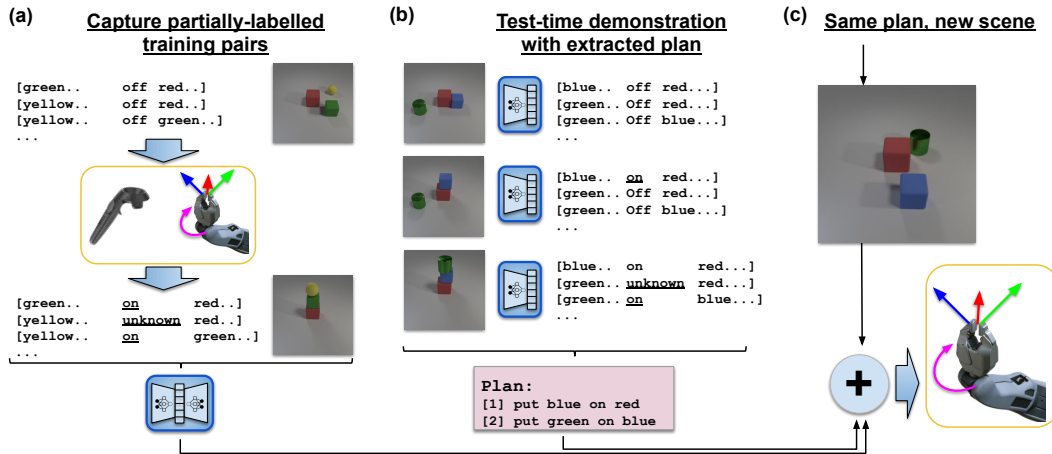 (a)
Capture partially-labelled
training pairs
[green.. off red..]
[yellow.. off red..]
[yellow.. off green..]
...
[green.. on red..]
[yellow.. unknown red..]
[yellow.. on green..]
...
(b)
Test-time demonstration
with extracted plan
[blue.. off red...]
[green.. Off red...]
[green.. Off blue...]
...
[blue.. on red...]
[green.. Off red...]
[green.. Off blue...]
...
[blue.. on red...]
[green.. unknown red...]
[green.. on blue...]
...
Plan:
[1] put blue on red
[2] put green on blue
(c)
Same plan, new scene
+